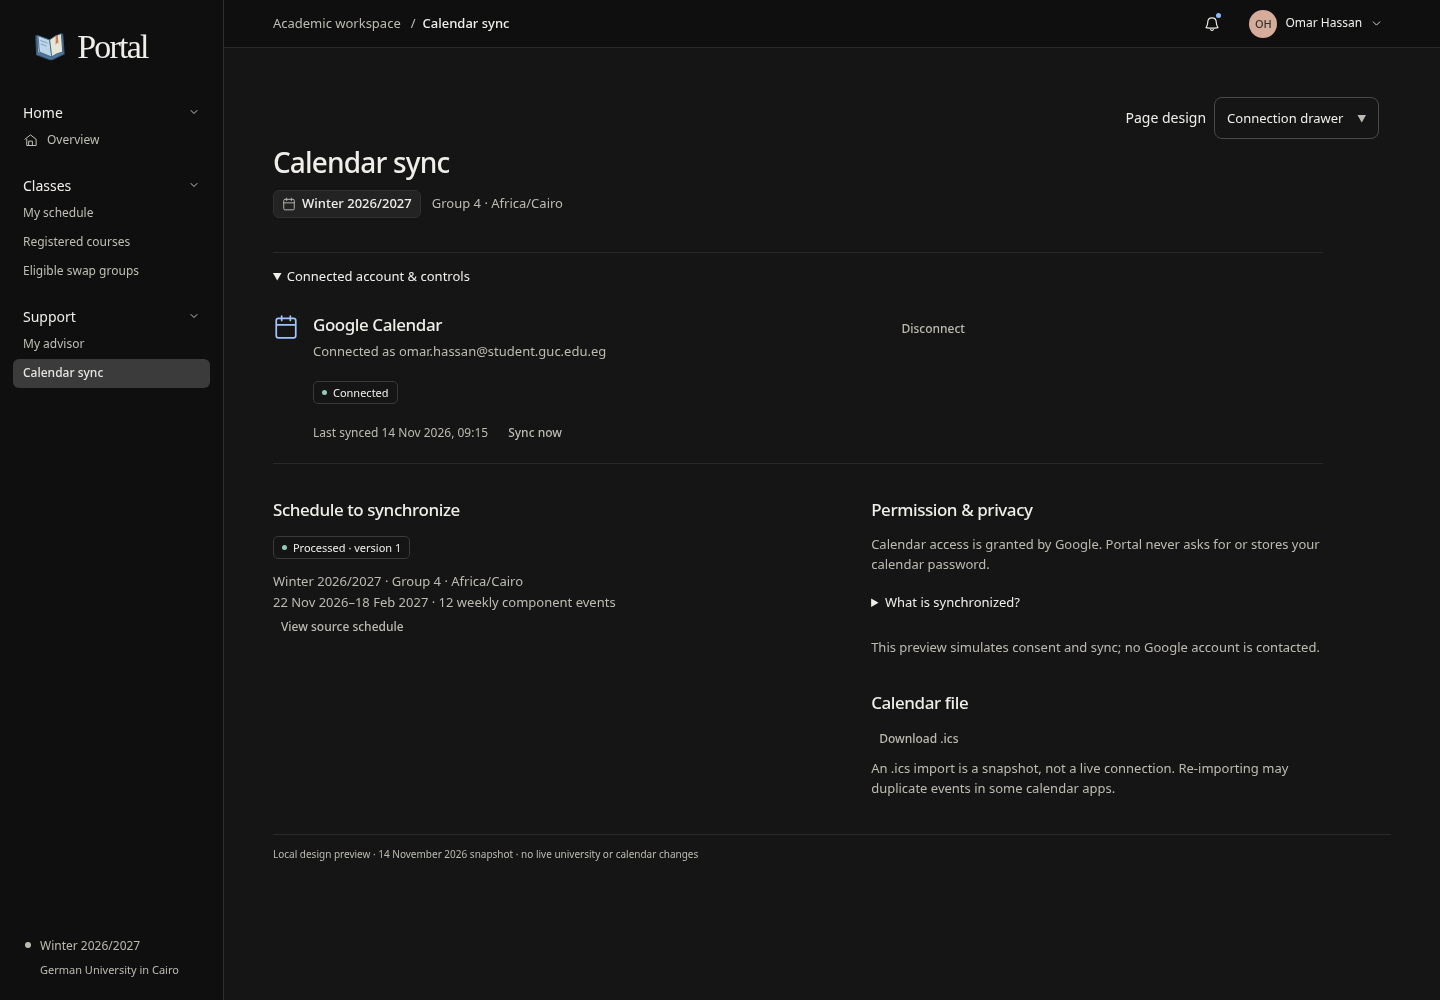 Portal
Home
Overview
Classes
My schedule
Registered courses
Eligible swap groups
Support
My advisor
Calendar sync
Winter 2026/2027
German University in Cairo
Academic workspace / Calendar sync
OH Omar Hassan
Page design Connection drawer
Calendar sync
Winter 2026/2027 Group 4 · Africa/Cairo
Connected account & controls
Google Calendar
Disconnect
Connected as omar.hassan@student.guc.edu.eg
Connected
Last synced 14 Nov 2026, 09:15 Sync now
Schedule to synchronize
Processed · version 1
Winter 2026/2027 · Group 4 · Africa/Cairo
22 Nov 2026–18 Feb 2027 · 12 weekly component events
View source schedule
Permission & privacy
Calendar access is granted by Google. Portal never asks for or stores your
calendar password.
What is synchronized?
This preview simulates consent and sync; no Google account is contacted.
Calendar file
Download .ics
An .ics import is a snapshot, not a live connection. Re-importing may
duplicate events in some calendar apps.
Local design preview · 14 November 2026 snapshot · no live university or calendar changes